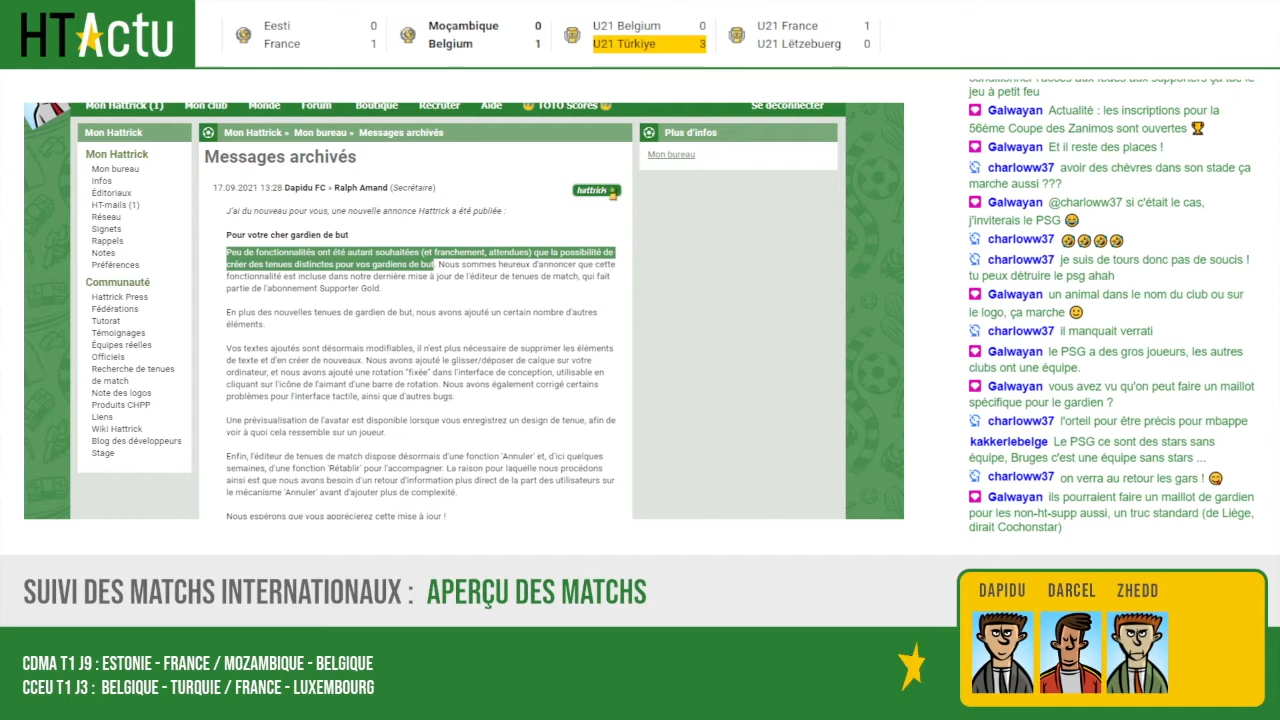 HTActu
Eesti 0
France 1
Moçambique 0
Belgium 1
U21 Belgium 0
U21 Türkiye 3
U21 France 1
U21 Lëtzebuerg 0
Mon Hattrick (1) Mon club Monde Forum Boutique Recruter Aide TOTO Scores Se déconnecter
Mon Hattrick
Mon Hattrick
Mon bureau
Infos
Éditoriaux
HT-mails (1)
Réseau
Signets
Rappels
Notes
Préférences
Communauté
Hattrick Press
Fédérations
Tutorat
Témoignages
Équipes réelles
Officiels
Recherche de tenues
de match
Note des logos
Produits CHPP
Liens
Wiki Hattrick
Blog des développeurs
Stage
Mon Hattrick » Mon bureau » Messages archivés
Messages archivés
17.09.2021 13:28 Dapidu FC » Ralph Amand (Secrétaire)
hattrick
J'ai du nouveau pour vous, une nouvelle annonce Hattrick a été publiée :
Pour votre cher gardien de but
Peu de fonctionnalités ont été autant souhaitées (et franchement, attendues) que la possibilité de
créer des tenues distinctes pour vos gardiens de but. Nous sommes heureux d'annoncer que cette
fonctionnalité est incluse dans notre dernière mise à jour de l'éditeur de tenues de match, qui fait
partie de l'abonnement Supporter Gold.
En plus des nouvelles tenues de gardien de but, nous avons ajouté un certain nombre d'autres
éléments.
Vos textes ajoutés sont désormais modifiables, il n'est plus nécessaire de supprimer les éléments
de texte et d'en créer de nouveaux. Nous avons ajouté le glisser/déposer de calque sur votre
ordinateur, et nous avons ajouté une rotation "fixée" dans l'interface de conception, utilisable en
cliquant sur l'icône de l'aimant d'une barre de rotation. Nous avons également corrigé certains
problèmes pour l'interface tactile, ainsi que d'autres bugs.
Une prévisualisation de l'avatar est disponible lorsque vous enregistrez un design de tenue, afin de
voir à quoi cela ressemble sur un joueur.
Enfin, l'éditeur de tenues de match dispose désormais d'une fonction 'Annuler' et, d'ici quelques
semaines, d'une fonction 'Rétablir' pour l'accompagner. La raison pour laquelle nous procédons
ainsi est que nous avons besoin d'un retour d'information plus direct de la part des utilisateurs sur
le mécanisme 'Annuler' avant d'ajouter plus de complexité.
Nous espérons que vous apprécierez cette mise à jour !
Plus d'infos
Mon bureau
conditionner l'accès aux fédés aux supporters ça tue le
jeu à petit feu
Galwayan Actualité : les inscriptions pour la
56ème Coupe des Zanimos sont ouvertes 🏆
Galwayan Et il reste des places !
charloww37 avoir des chèvres dans son stade ça
marche aussi ???
Galwayan @charloww37 si c'était le cas,
j'inviterais le PSG 😂
charloww37 🤣🤣🤣🤣
charloww37 je suis de tours donc pas de soucis !
tu peux détruire le psg ahah
Galwayan un animal dans le nom du club ou sur
le logo, ça marche 🙂
charloww37 il manquait verrati
Galwayan le PSG a des gros joueurs, les autres
clubs ont une équipe.
Galwayan vous avez vu qu'on peut faire un maillot
spécifique pour le gardien ?
charloww37 l'orteil pour être précis pour mbappe
kakkerlebelge Le PSG ce sont des stars sans
équipe, Bruges c'est une équipe sans stars ...
charloww37 on verra au retour les gars ! 😋
Galwayan ils pourraient faire un maillot de gardien
pour les non-ht-supp aussi, un truc standard (de Liège,
dirait Cochonstar)
SUIVI DES MATCHS INTERNATIONAUX : APERÇU DES MATCHS
CDMA T1 J9 : ESTONIE - FRANCE / MOZAMBIQUE - BELGIQUE
CCEU T1 J3 : BELGIQUE - TURQUIE / FRANCE - LUXEMBOURG
DAPIDU DARCEL ZHEDD